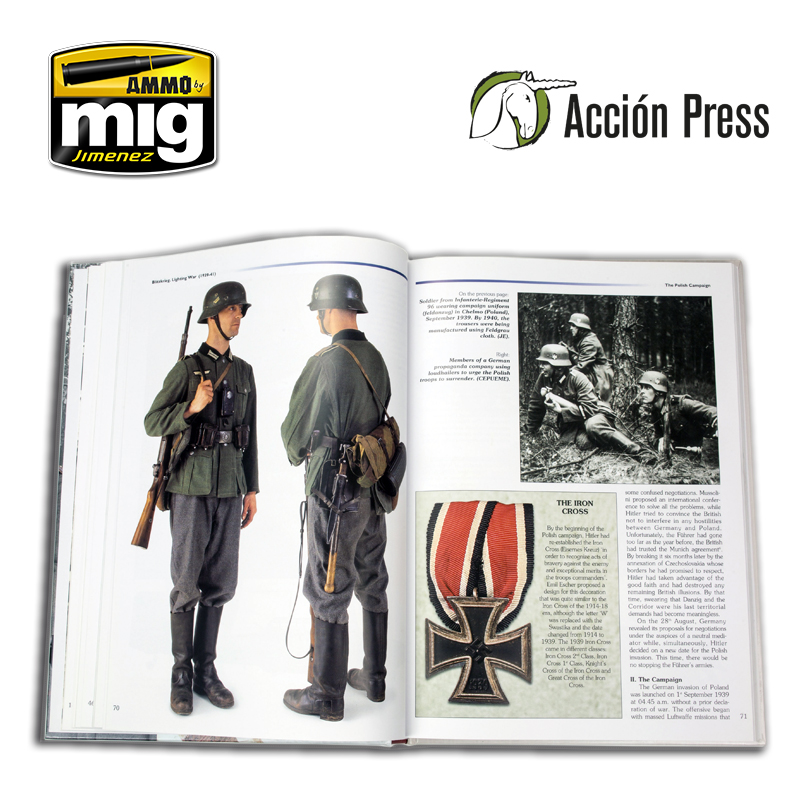 AMMO by
mig
Jimenez
Acción Press
Blitzkrieg: Lighting War (1939-41)
The Polish Campaign
On the previous page:
Soldier from Infanterie-Regiment
96 wearing campaign uniform
(feldanzug) in Chelmo (Poland),
September 1939. By 1940, the
trousers were being
manufactured using Feldgrau
cloth. (JE).
Right:
Members of a German
propaganda company using
loudhailers to urge the Polish
troops to surrender. (CEPUEME).
THE IRON
CROSS
By the beginning of the
Polish campaign, Hitler had
re-established the Iron
Cross (Eisernes Kreuz) in
order to recognize acts of
bravery against the enemy
and exceptional merits in
the troops commanders'.
Emil Escher proposed a
design for this decoration
that was quite similar to the
Iron Cross of the 1914-18
wars, although the letter 'W'
was replaced with the
Swastika and the date
changed from 1914 to
1939. The 1939 Iron Cross
came in different classes:
Iron Cross 2nd Class, Iron
Cross 1st Class, Knight's
Cross of the Iron Cross and
Great Cross of the Iron
Cross.
1939
some confused negotiations. Mussoli-
ni proposed an international confe-
rence to solve all the problems, while
Hitler tried to convince the British
not to interfere in any hostilities
between Germany and Poland.
Unfortunately, the Führer had gone
too far as the year before, the British
had trusted the Munich agreement.
By breaking it six months later by the
annexation of Czechoslovakia whose
borders he had promised to respect,
Hitler had taken advantage of the
good faith and had destroyed any
remaining British illusions. By that
time, swearing that Danzig and the
Corridor were his last territorial
demands had become meaningless.
On the 28th August, Germany
revealed its proposals for negotiations
under the auspices of a neutral medi-
ator while, simultaneously, Hitler
decided on a new date for the Polish
invasion. This time, there would be
no stopping the Führer's armies.
II. The Campaign
The German invasion of Poland
was launched on 1st September 1939
at 04.45 a.m. without a prior decla-
ration of war. The offensive began
with massed Luftwaffe missions that
70
71